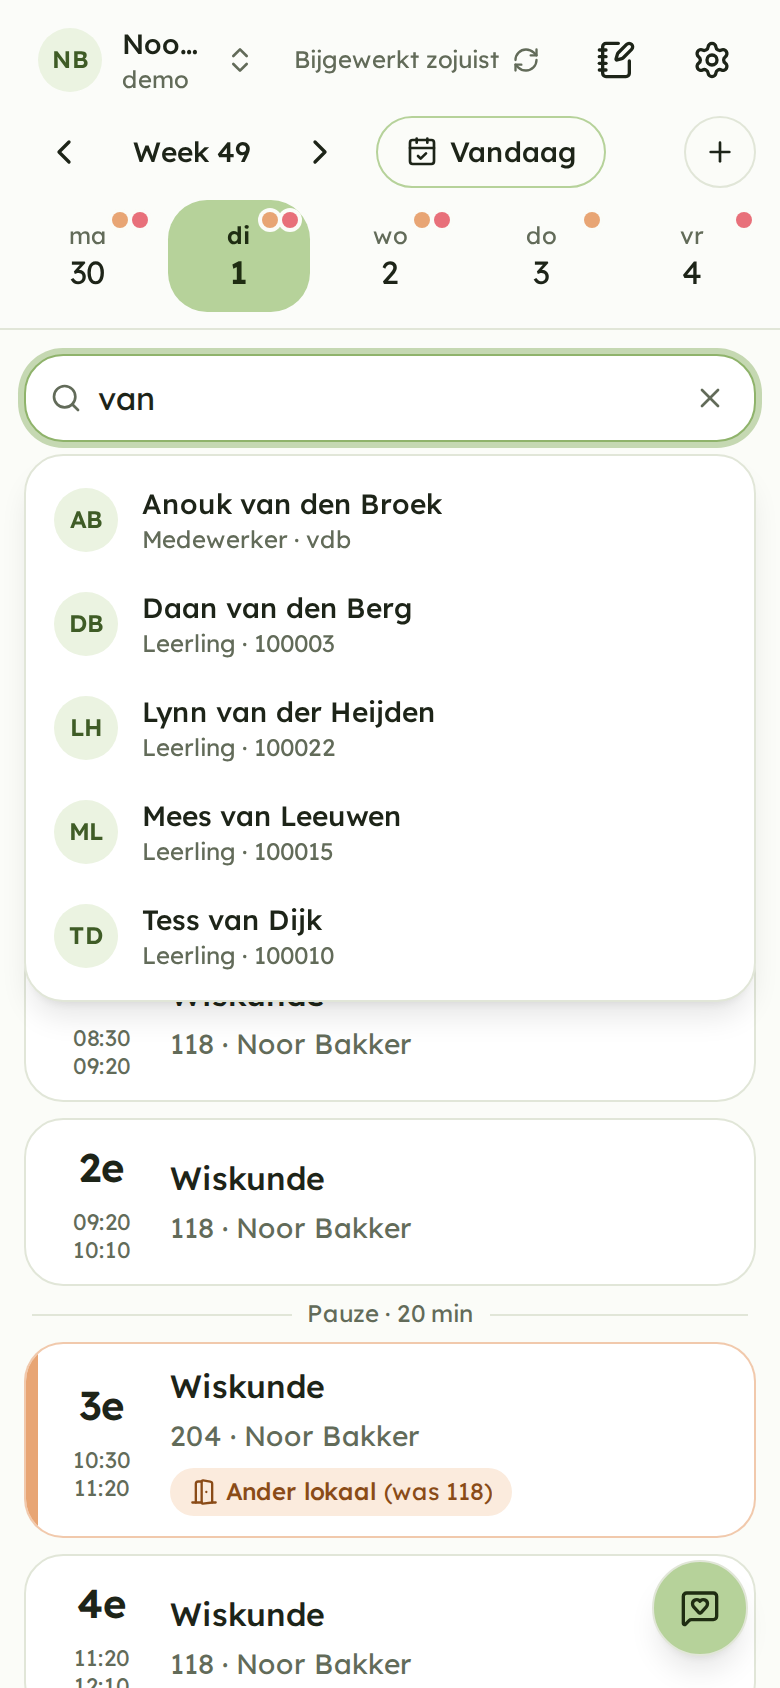 NB
Noo...
demo
Bijgewerkt zojuist
Week 49
Vandaag
ma
30
di
1
wo
2
do
3
vr
4
van
AB
Anouk van den Broek
Medewerker · vdb
DB
Daan van den Berg
Leerling · 100003
LH
Lynn van der Heijden
Leerling · 100022
ML
Mees van Leeuwen
Leerling · 100015
TD
Tess van Dijk
Leerling · 100010
Wiskunde
08:30
09:20
118 · Noor Bakker
2e
09:20
10:10
Wiskunde
118 · Noor Bakker
Pauze · 20 min
3e
10:30
11:20
Wiskunde
204 · Noor Bakker
Ander lokaal (was 118)
4e
11:20
12:10
Wiskunde
118 · Noor Bakker